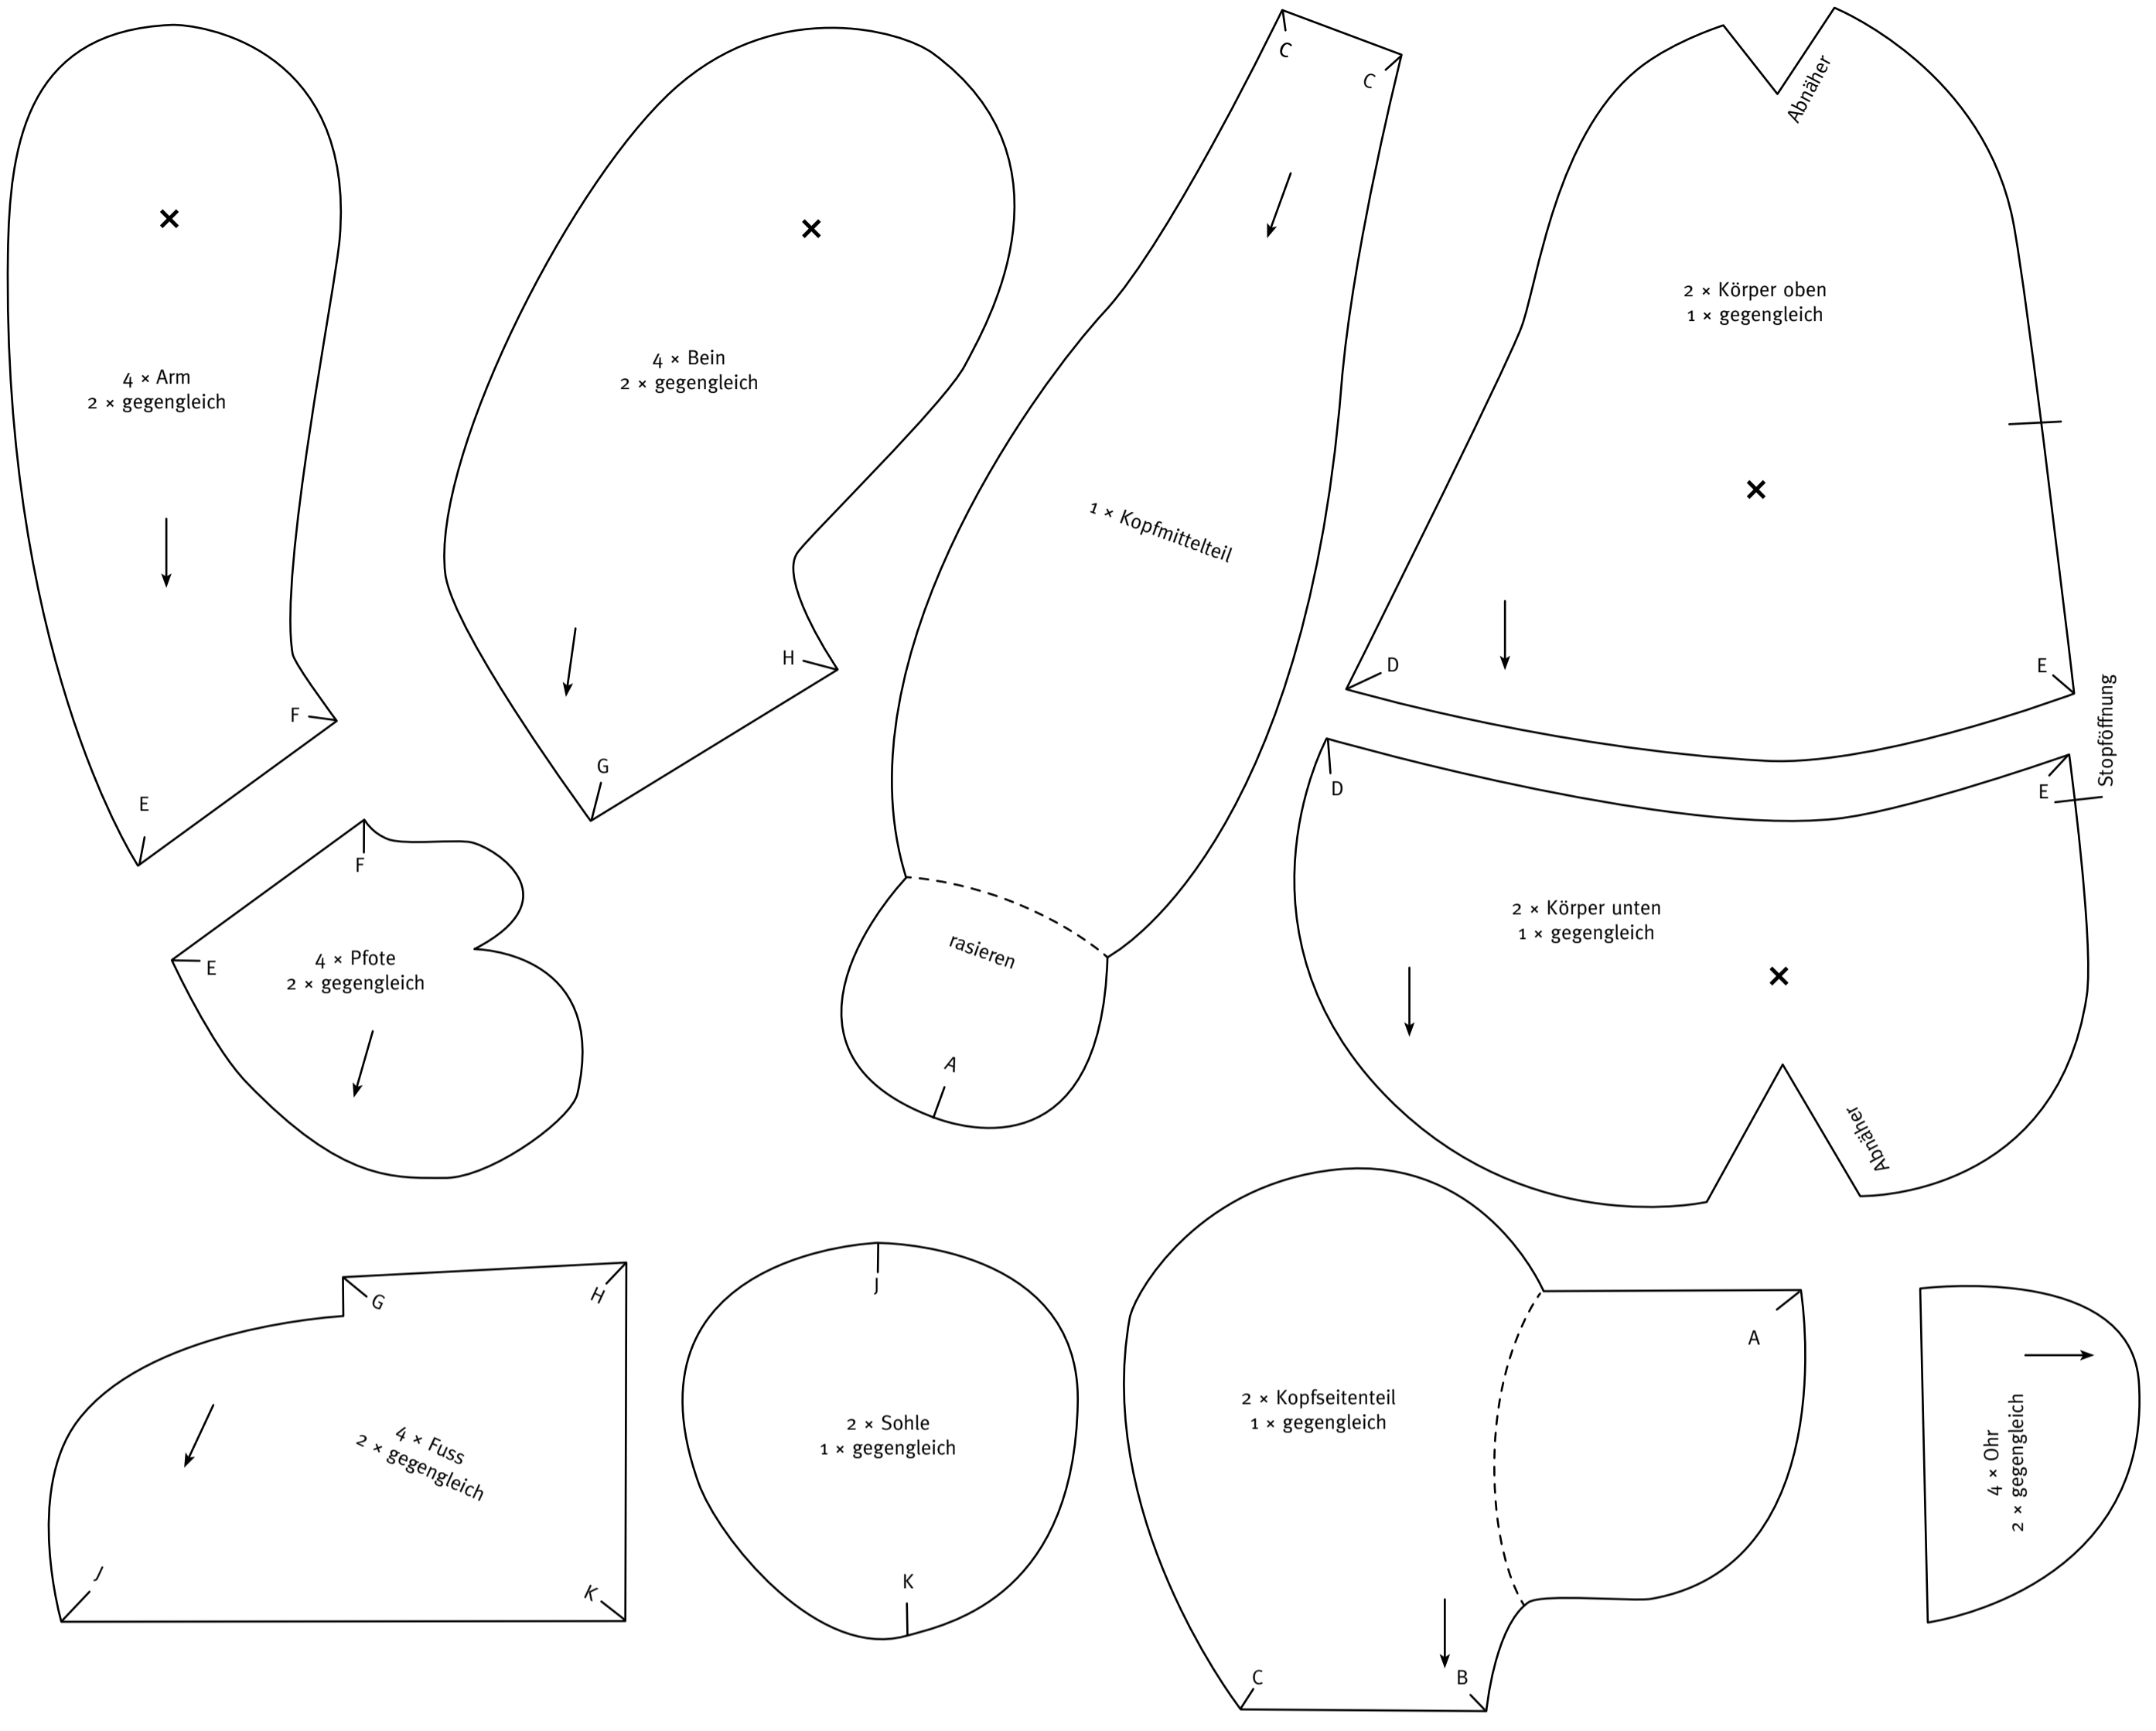 4 × Arm
2 × gegengleich
F
E
4 × Bein
2 × gegengleich
H
G
C
C
1 × Kopfmittelteil
rasieren
A
Abnäher
2 × Körper oben
1 × gegengleich
D
E
Stopföffnung
D
E
2 × Körper unten
1 × gegengleich
Abnäher
F
E
4 × Pfote
2 × gegengleich
G
H
4 × Fuss
2 × gegengleich
J
K
J
2 × Sohle
1 × gegengleich
K
A
2 × Kopfseitenteil
1 × gegengleich
C
B
4 × Ohr
2 × gegengleich